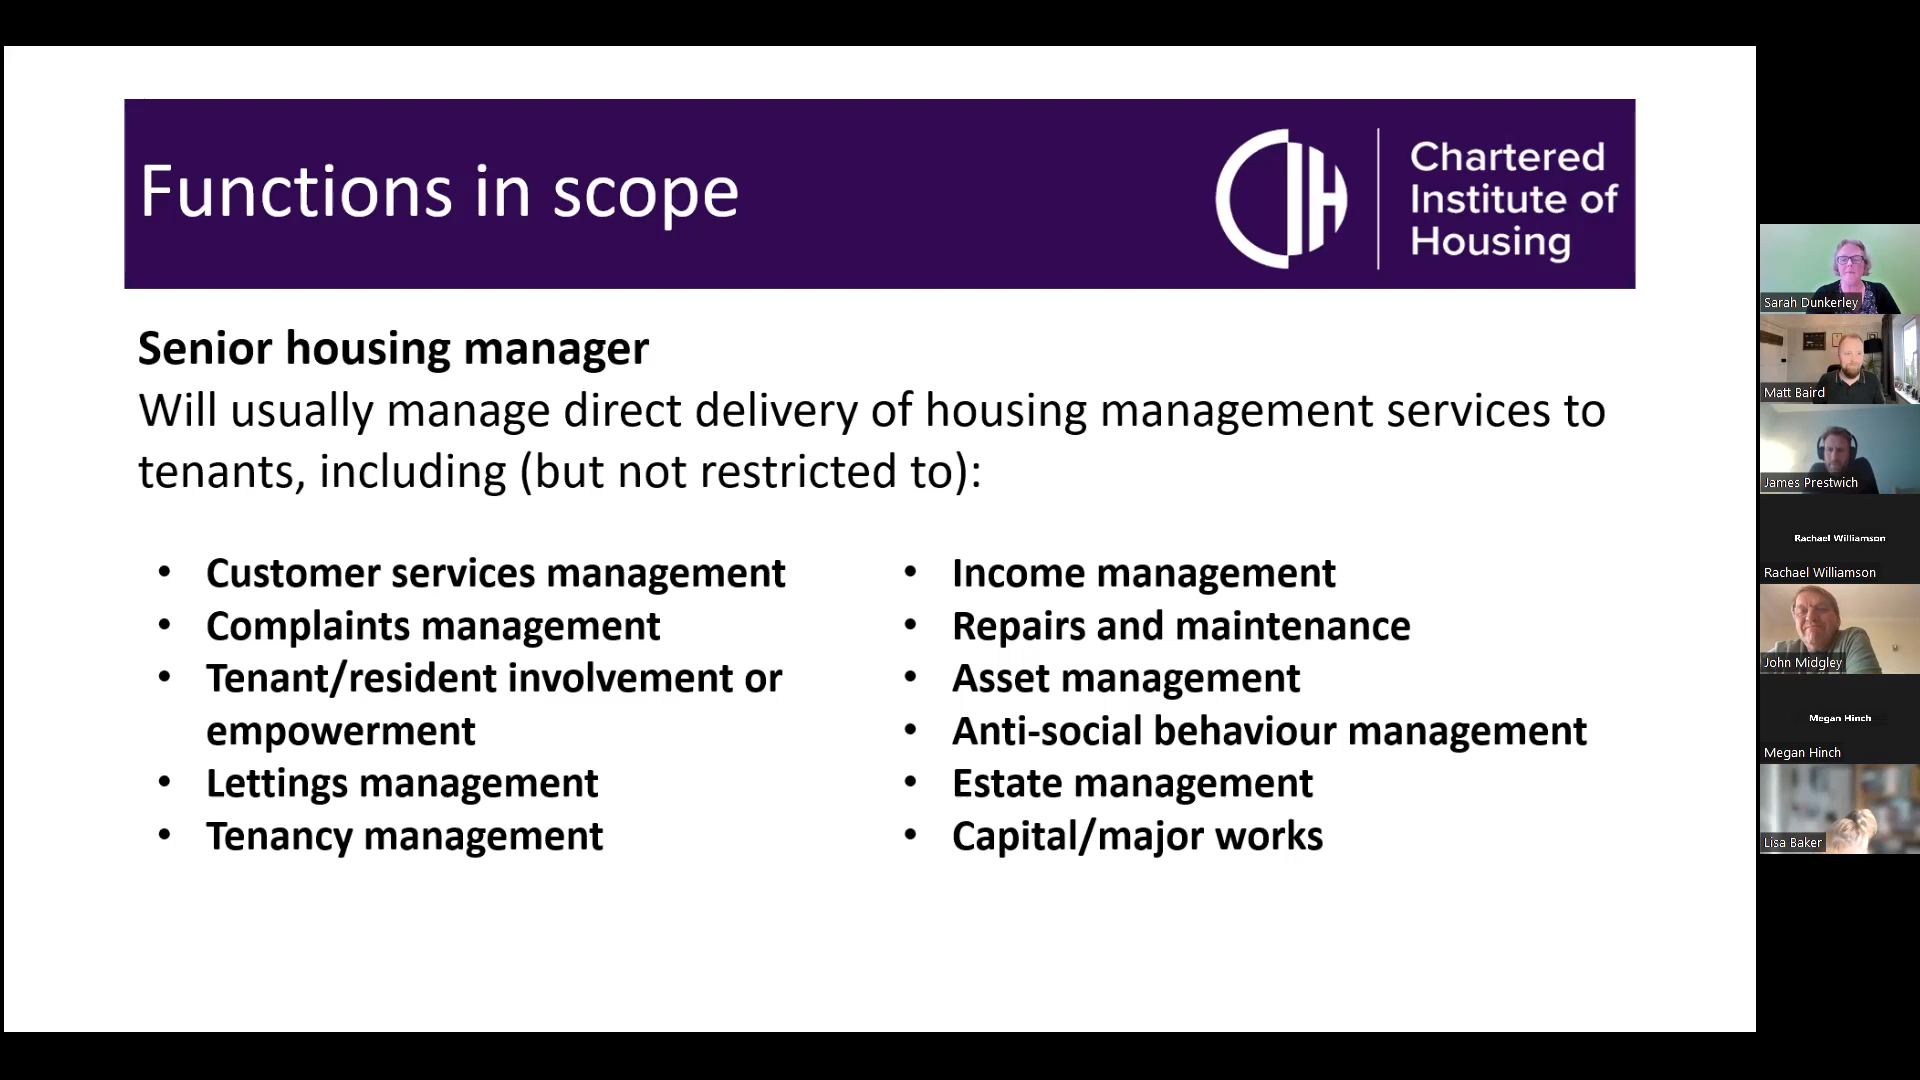 Functions in scope
Chartered
Institute of
Housing
Senior housing manager
Will usually manage direct delivery of housing management services to
tenants, including (but not restricted to):
• Customer services management
• Complaints management
• Tenant/resident involvement or
empowerment
• Lettings management
• Tenancy management
• Income management
• Repairs and maintenance
• Asset management
• Anti-social behaviour management
• Estate management
• Capital/major works
Sarah Dunkerley
Matt Baird
James Prestwich
Rachael Williamson
Rachael Williamson
John Midgley
Megan Hinch
Megan Hinch
Lisa Baker